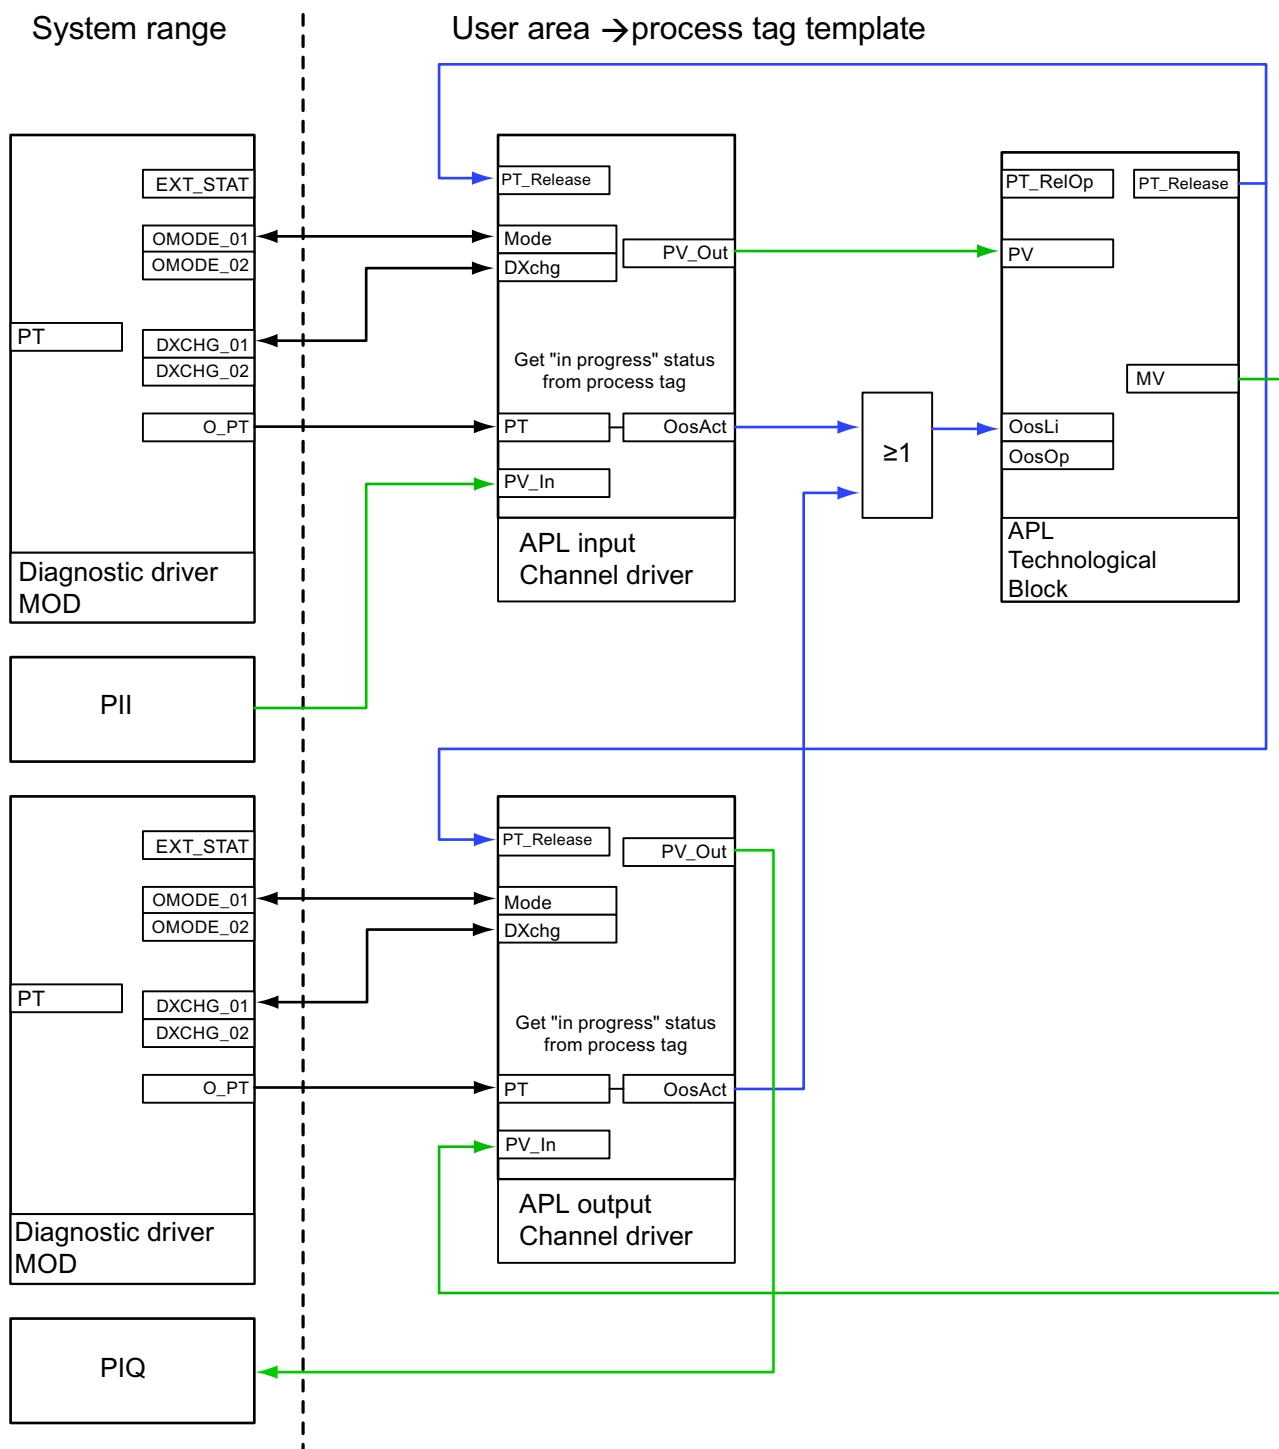 System range
User area →process tag template
EXT_STAT
OMODE_01
OMODE_02
PT
DXCHG_01
DXCHG_02
O_PT
Diagnostic driver
MOD
PT_Release
Mode
DXchg
PV_Out
Get "in progress" status
from process tag
PT
OosAct
PV_In
APL input
Channel driver
≥1
PT_RelOp
PT_Release
PV
MV
OosLi
OosOp
APL
Technological
Block
PII
EXT_STAT
OMODE_01
OMODE_02
PT
DXCHG_01
DXCHG_02
O_PT
Diagnostic driver
MOD
PT_Release
PV_Out
Mode
DXchg
Get "in progress" status
from process tag
PT
OosAct
PV_In
APL output
Channel driver
PIQ